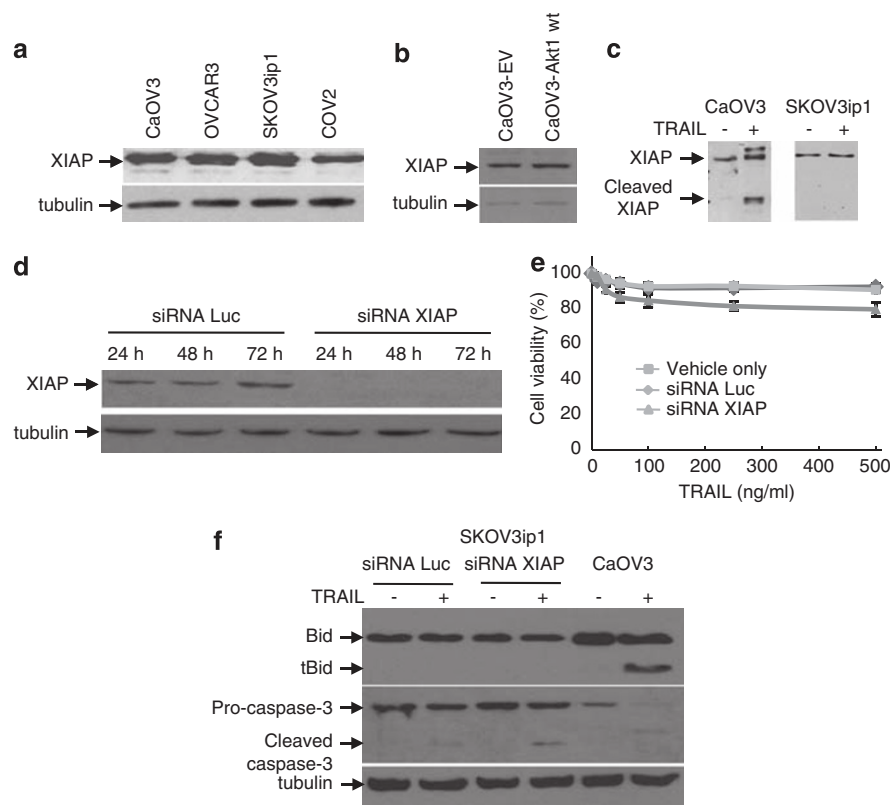 a
CaOV3
OVCAR3
SKOV3ip1
COV2
XIAP
tubulin
b
CaOV3-EV
CaOV3-Akt1 wt
XIAP
tubulin
c
CaOV3 SKOV3ip1
TRAIL - + - +
XIAP
Cleaved
XIAP
d
siRNA Luc siRNA XIAP
24 h 48 h 72 h 24 h 48 h 72 h
XIAP
tubulin
e
Cell viability (%)
100
80
60
40
20
0
Vehicle only
siRNA Luc
siRNA XIAP
0 100 200 300 400 500
TRAIL (ng/ml)
f
SKOV3ip1
siRNA Luc siRNA XIAP CaOV3
TRAIL - + - + - +
Bid
tBid
Pro-caspase-3
Cleaved
caspase-3
tubulin